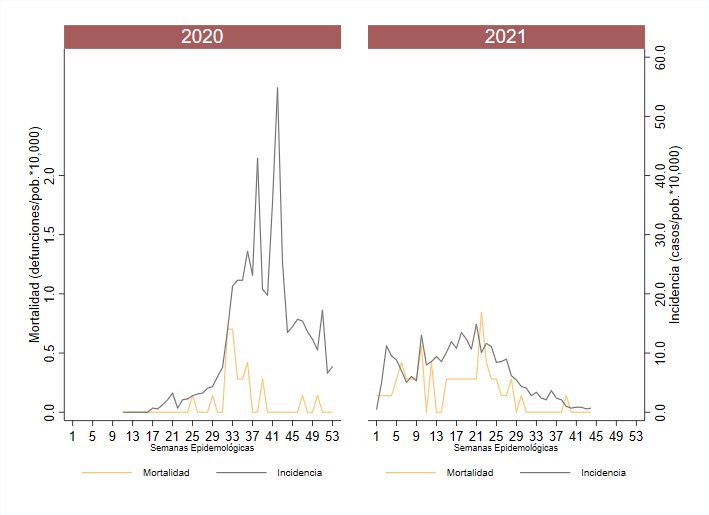 2020
2021
Mortalidad (defunciones/pob.*10,000)
0.0
0.5
1.0
1.5
2.0
Incidencia (casos/pob.*10,000)
0.0
10.0
20.0
30.0
40.0
50.0
60.0
1 5 9 13 17 21 25 29 33 37 41 45 49 53
1 5 9 13 17 21 25 29 33 37 41 45 49 53
Semanas Epidemológicas
Semanas Epidemológicas
Mortalidad Incidencia
Mortalidad Incidencia